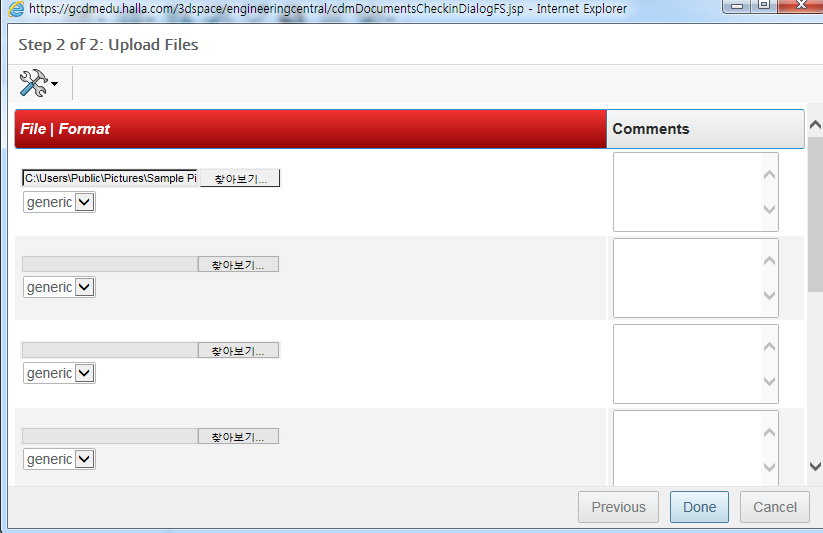 https://gcdmedu.halla.com/3dspace/engineeringcentral/cdmDocumentsCheckinDialogFS.jsp - Internet Explorer
Step 2 of 2: Upload Files
File | Format Comments
C:\Users\Public\Pictures\Sample Pi 찾아보기...
generic
찾아보기...
generic
찾아보기...
generic
찾아보기...
generic
Previous Done Cancel